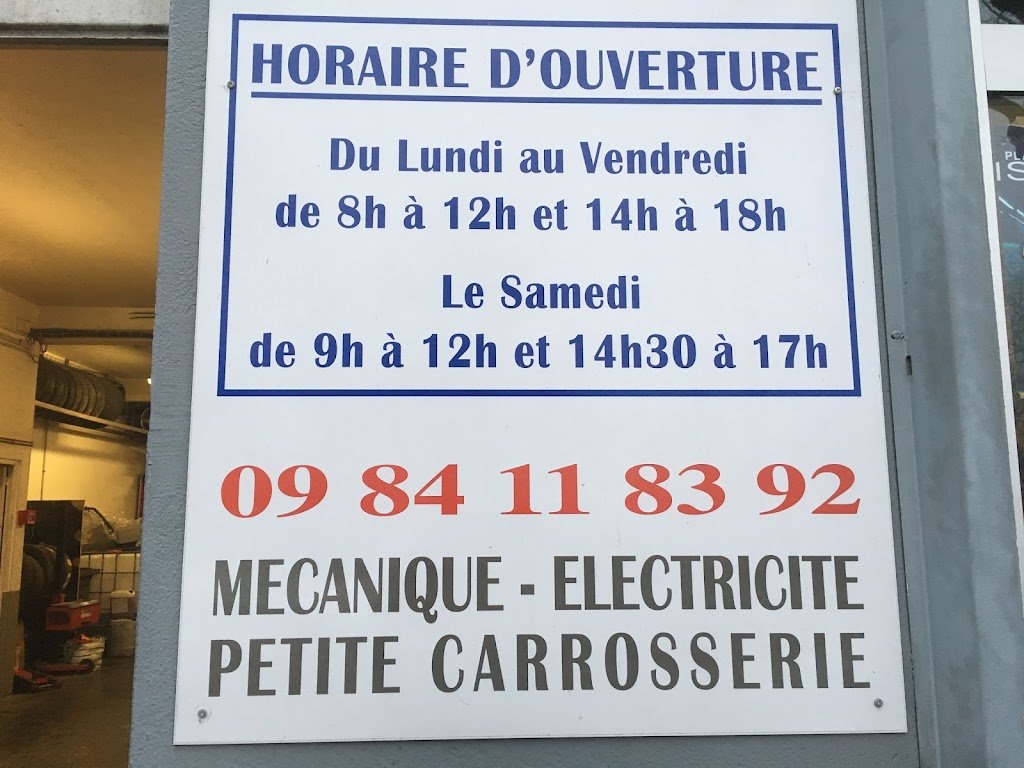 HORAIRE D'OUVERTURE
Du Lundi au Vendredi
de 8h à 12h et 14h à 18h
Le Samedi
de 9h à 12h et 14h30 à 17h
09 84 11 83 92
MECANIQUE - ELECTRICITE
PETITE CARROSSERIE